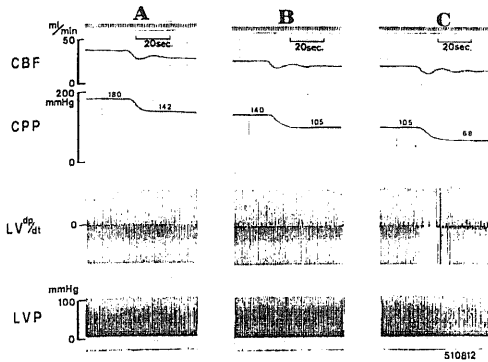 A B C
ml/min
20sec. 20sec. 20sec.
50
CBF
0
200
mmHg
CPP
180 142 140 105 105 68
0
LV dp/dt
0
mmHg
100
LVP
0
510812